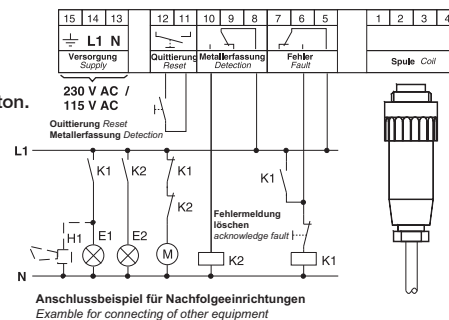 15 14 13 12 11 10 9 8 7 6 5 1 2 3 4
L1 N
Versorgung Quittierung Metallerfassung Fehler Spule Coil
Supply Reset Detection Fault
230 V AC /
115 V AC
ton.
Quittierung Reset
Metallerfassung Detection
L1
K1 K2 K1 K1
K2
Fehlermeldung
löschen
acknowledge fault
H1 E1 E2
M K2 K1
N
Anschlussbeispiel für Nachfolgeeinrichtungen
Examble for connecting of other equipment